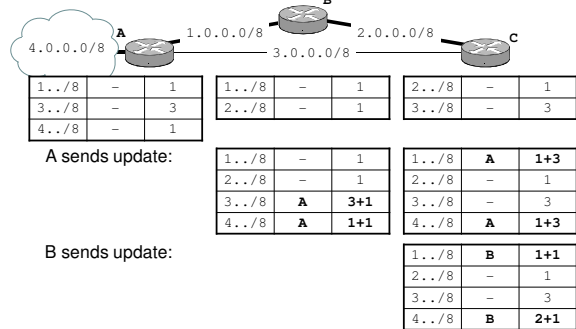 B
A 1.0.0.0/8 2.0.0.0/8 C
4.0.0.0/8 3.0.0.0/8
1../8 – 1 1../8 – 1 2../8 – 1
3../8 – 3 2../8 – 1 3../8 – 3
4../8 – 1
A sends update: 1../8 – 1 1../8 A 1+3
2../8 – 1 2../8 – 1
3../8 A 3+1 3../8 – 3
4../8 A 1+1 4../8 A 1+3
B sends update: 1../8 B 1+1
2../8 – 1
3../8 – 3
4../8 B 2+1